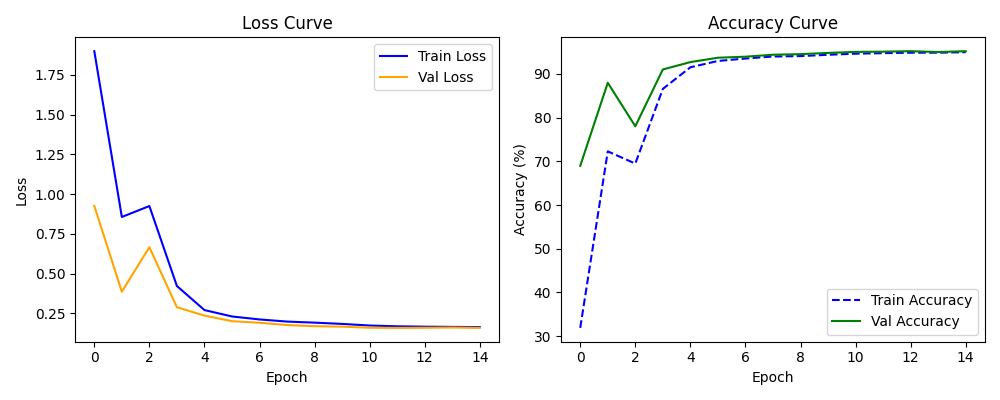 Loss Curve
Train Loss
Val Loss
1.75
1.50
1.25
1.00
0.75
0.50
0.25
Loss
0 2 4 6 8 10 12 14
Epoch
Accuracy Curve
90
80
70
60
50
40
30
Accuracy (%)
Train Accuracy
Val Accuracy
0 2 4 6 8 10 12 14
Epoch